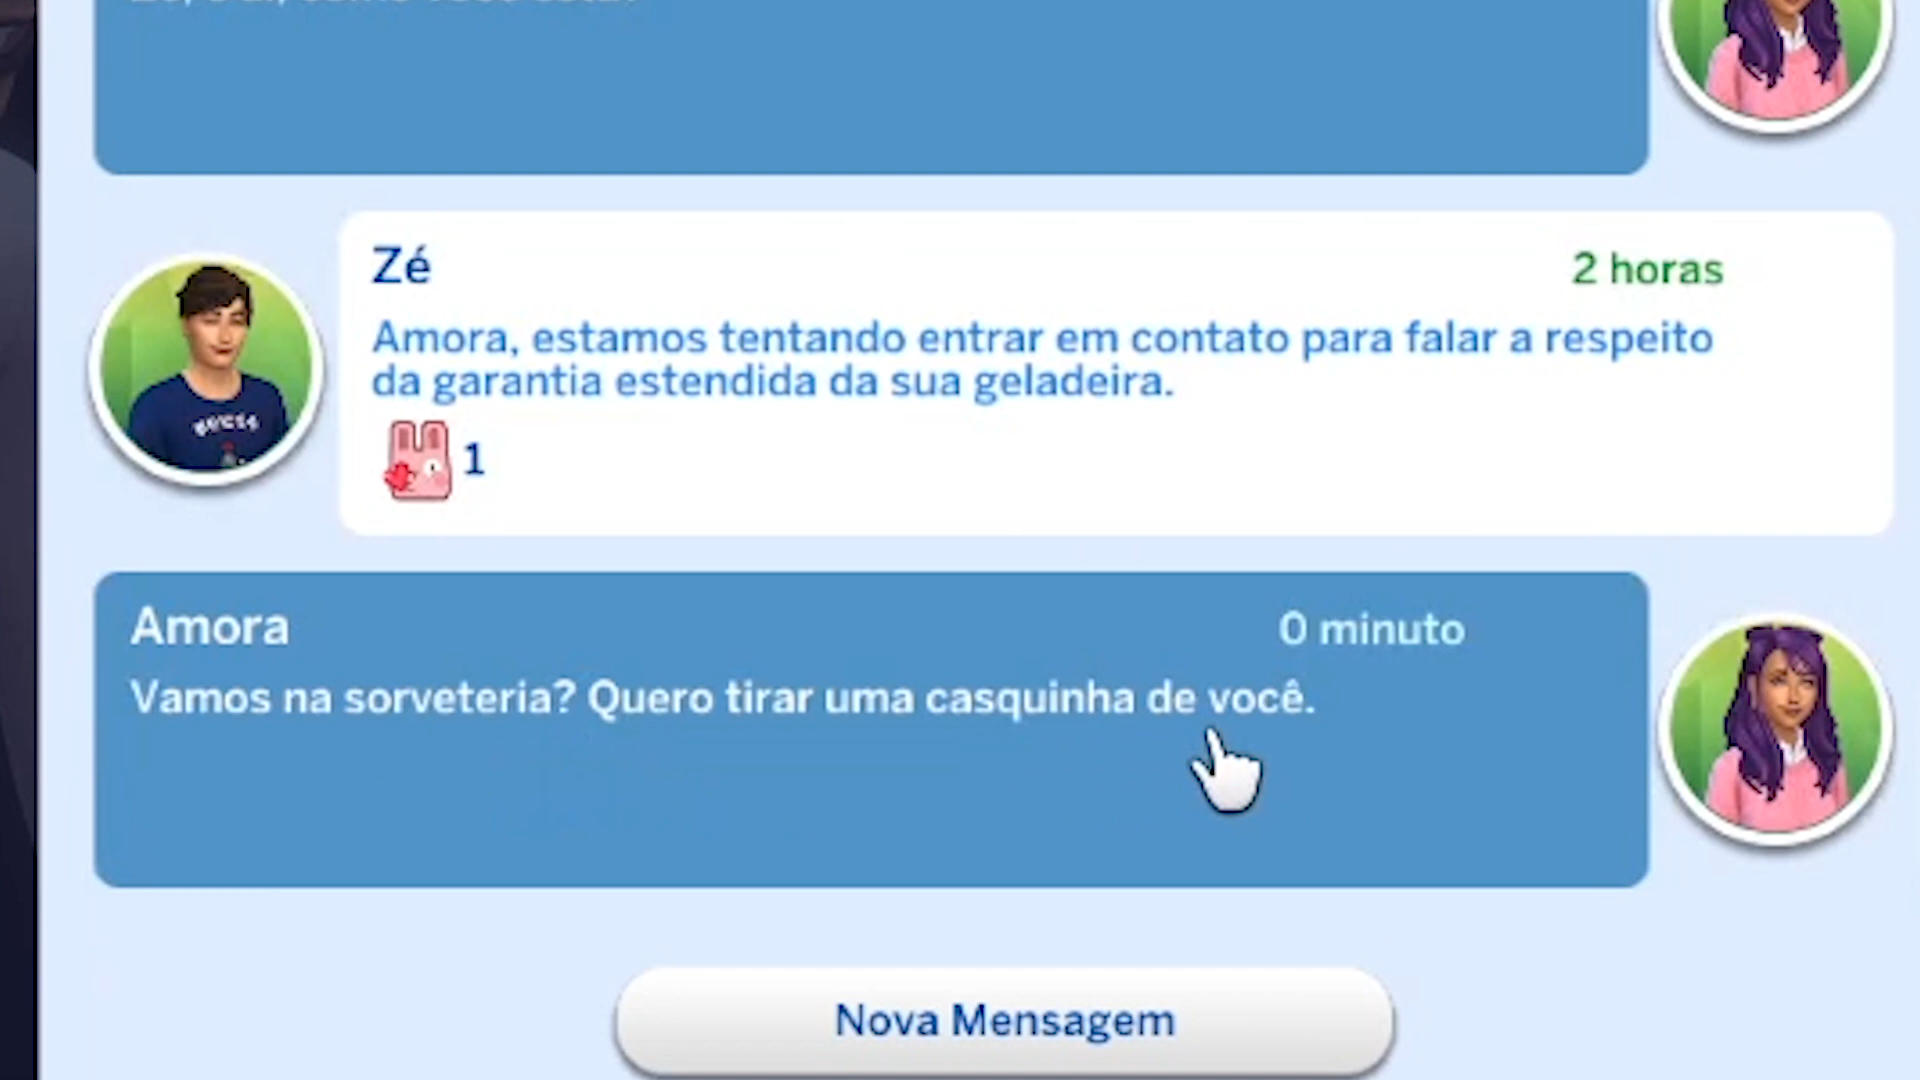 Zé
2 horas
Amora, estamos tentando entrar em contato para falar a respeito
da garantia estendida da sua geladeira.
1
Amora
0 minuto
Vamos na sorveteria? Quero tirar uma casquinha de você.
Nova Mensagem